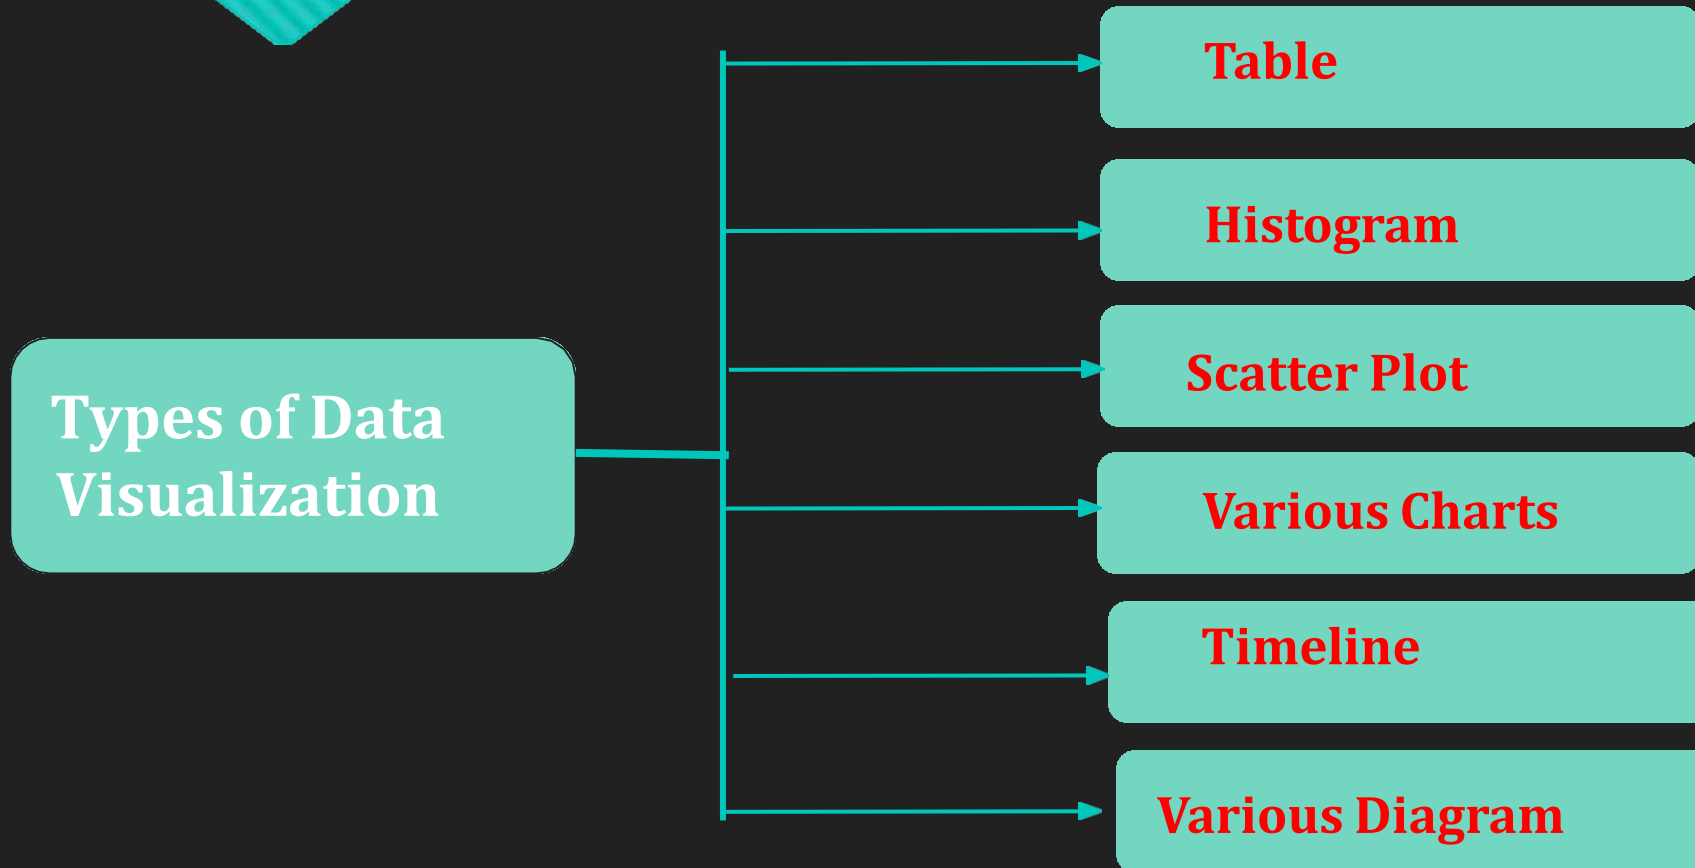 Types of Data
Visualization
Table
Histogram
Scatter Plot
Various Charts
Timeline
Various Diagram